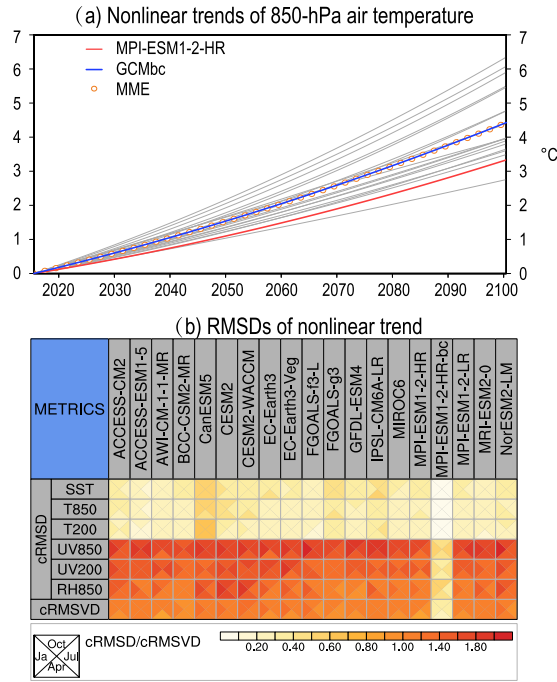 (a) Nonlinear trends of 850-hPa air temperature
7 7
MPI-ESM1-2-HR
6 6
GCMbc
5 MME 5
4 4
°C
3 3
2 2
1 1
0 0
2020 2030 2040 2050 2060 2070 2080 2090 2100
(b) RMSDs of nonlinear trend
METRICS
ACCESS-CM2
ACCESS-ESM1-5
AWI-CM-1-1-MR
BCC-CSM2-MR
CanESM5
CESM2
CESM2-WACCM
EC-Earth3
EC-Earth3-Veg
FGOALS-f3-L
FGOALS-g3
GFDL-ESM4
IPSL-CM6A-LR
MIROC6
MPI-ESM1-2-HR
MPI-ESM1-2-HR-bc
MPI-ESM1-2-LR
MRI-ESM2-0
NorESM2-LM
cRMSD
SST
T850
T200
UV850
UV200
RH850
cRMSVD
Oct
Ja Jul
Apr
cRMSD/cRMSVD
0.20 0.60 1.00 1.40 1.80
0.40 0.80